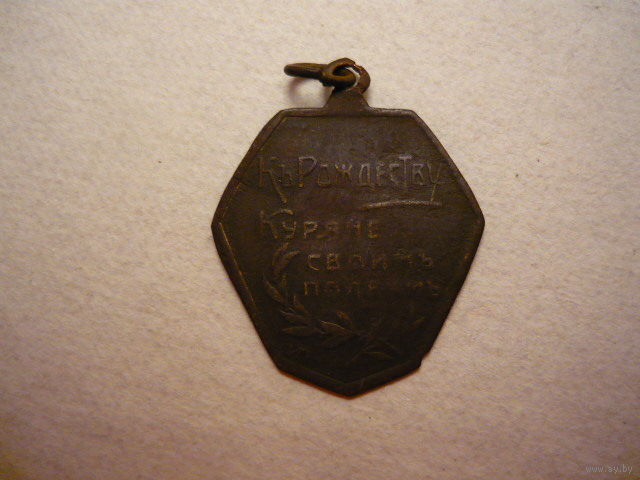 Къ Рождеству
Куряне
своимъ
полкамъ
www.ay.by